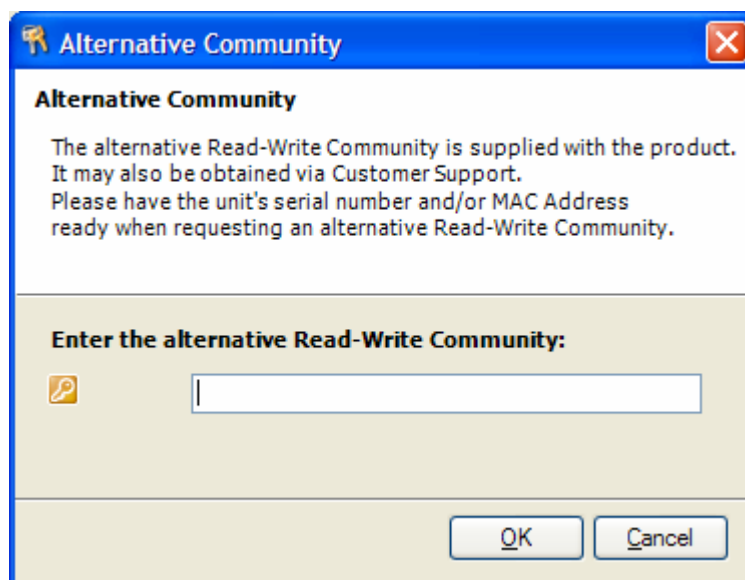 Alternative Community
Alternative Community
The alternative Read-Write Community is supplied with the product.
It may also be obtained via Customer Support.
Please have the unit's serial number and/or MAC Address
ready when requesting an alternative Read-Write Community.
Enter the alternative Read-Write Community:
OK Cancel